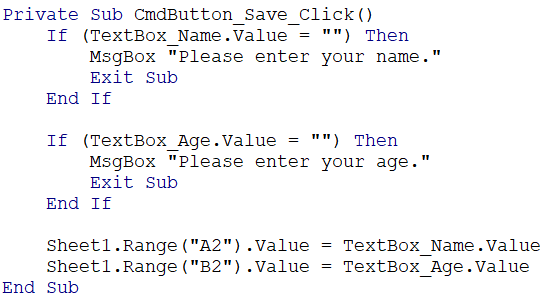 Private Sub CmdButton_Save_Click()
    If (TextBox_Name.Value = "") Then
        MsgBox "Please enter your name."
        Exit Sub
    End If

    If (TextBox_Age.Value = "") Then
        MsgBox "Please enter your age."
        Exit Sub
    End If

    Sheet1.Range("A2").Value = TextBox_Name.Value
    Sheet1.Range("B2").Value = TextBox_Age.Value
End Sub